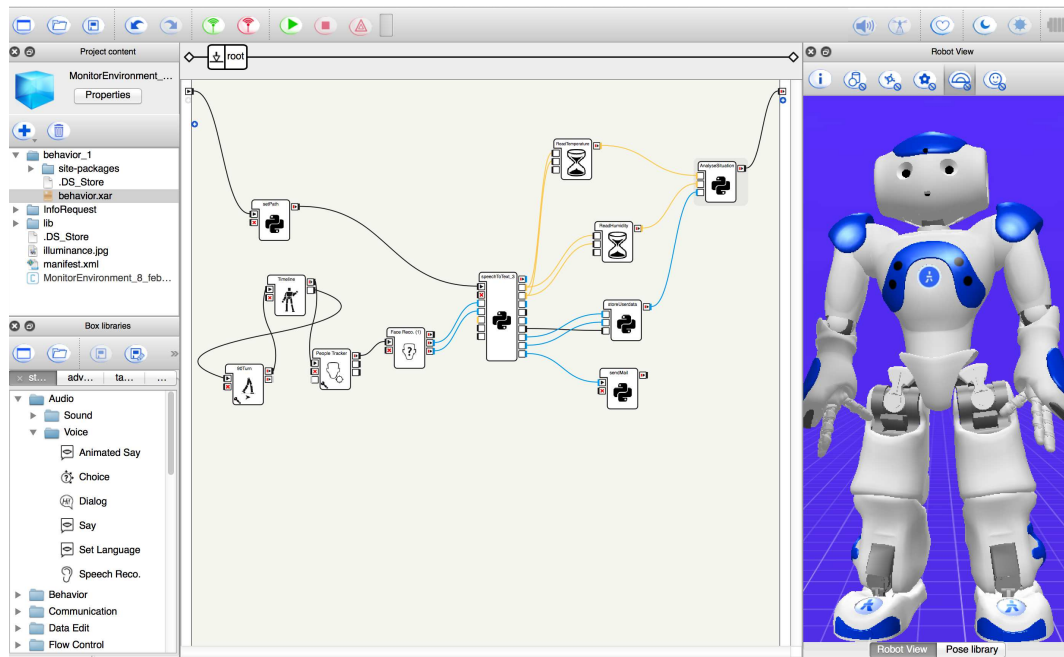 Project content
MonitorEnvironment_...
Properties
behavior_1
site-packages
.DS_Store
behavior.xar
InfoRequest
lib
.DS_Store
illuminance.jpg
manifest.xml
MonitorEnvironment_8_feb...
Box libraries
st... adv... ta... ...
Audio
Sound
Voice
Animated Say
Choice
Dialog
Say
Set Language
Speech Reco.
Behavior
Communication
Data Edit
Flow Control
root
setPath
Timeline
People Tracker
Face Reco. (1)
speechToText_3
ReadTemperature
ReadHumidity
AnalyseSituation
storeUserdata
sendMail
Robot View
Robot View Pose library